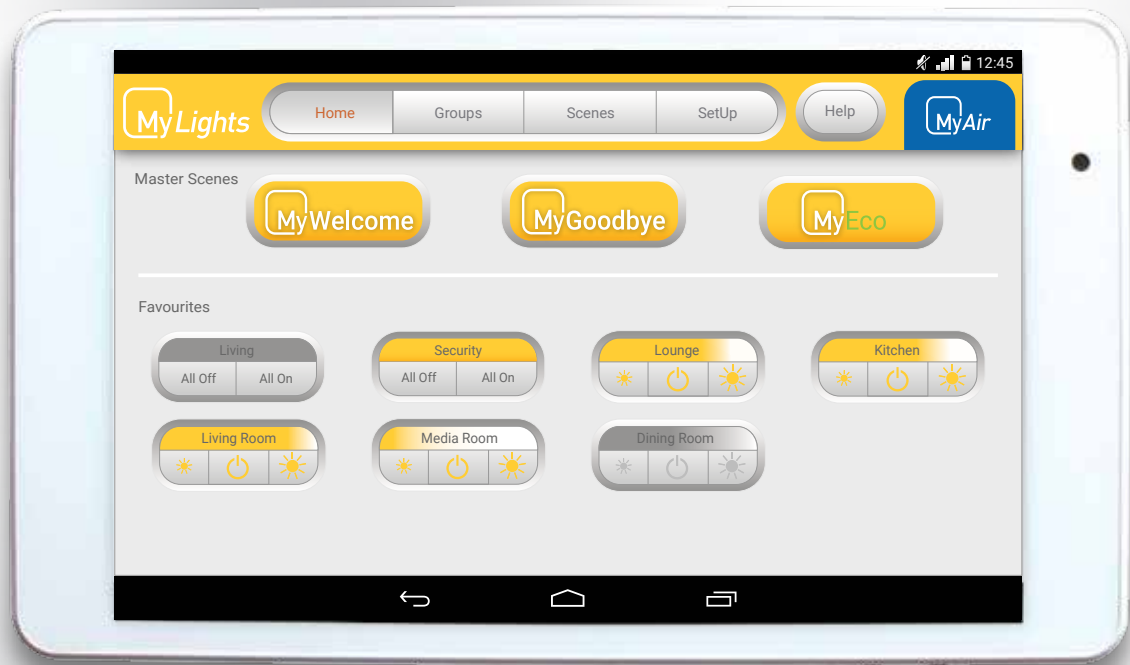 12:45
MyLights
Home Groups Scenes SetUp Help
MyAir
Master Scenes
MyWelcome MyGoodbye MyEco
Favourites
Living Security Lounge Kitchen
All Off All On All Off All On
Living Room Media Room Dining Room